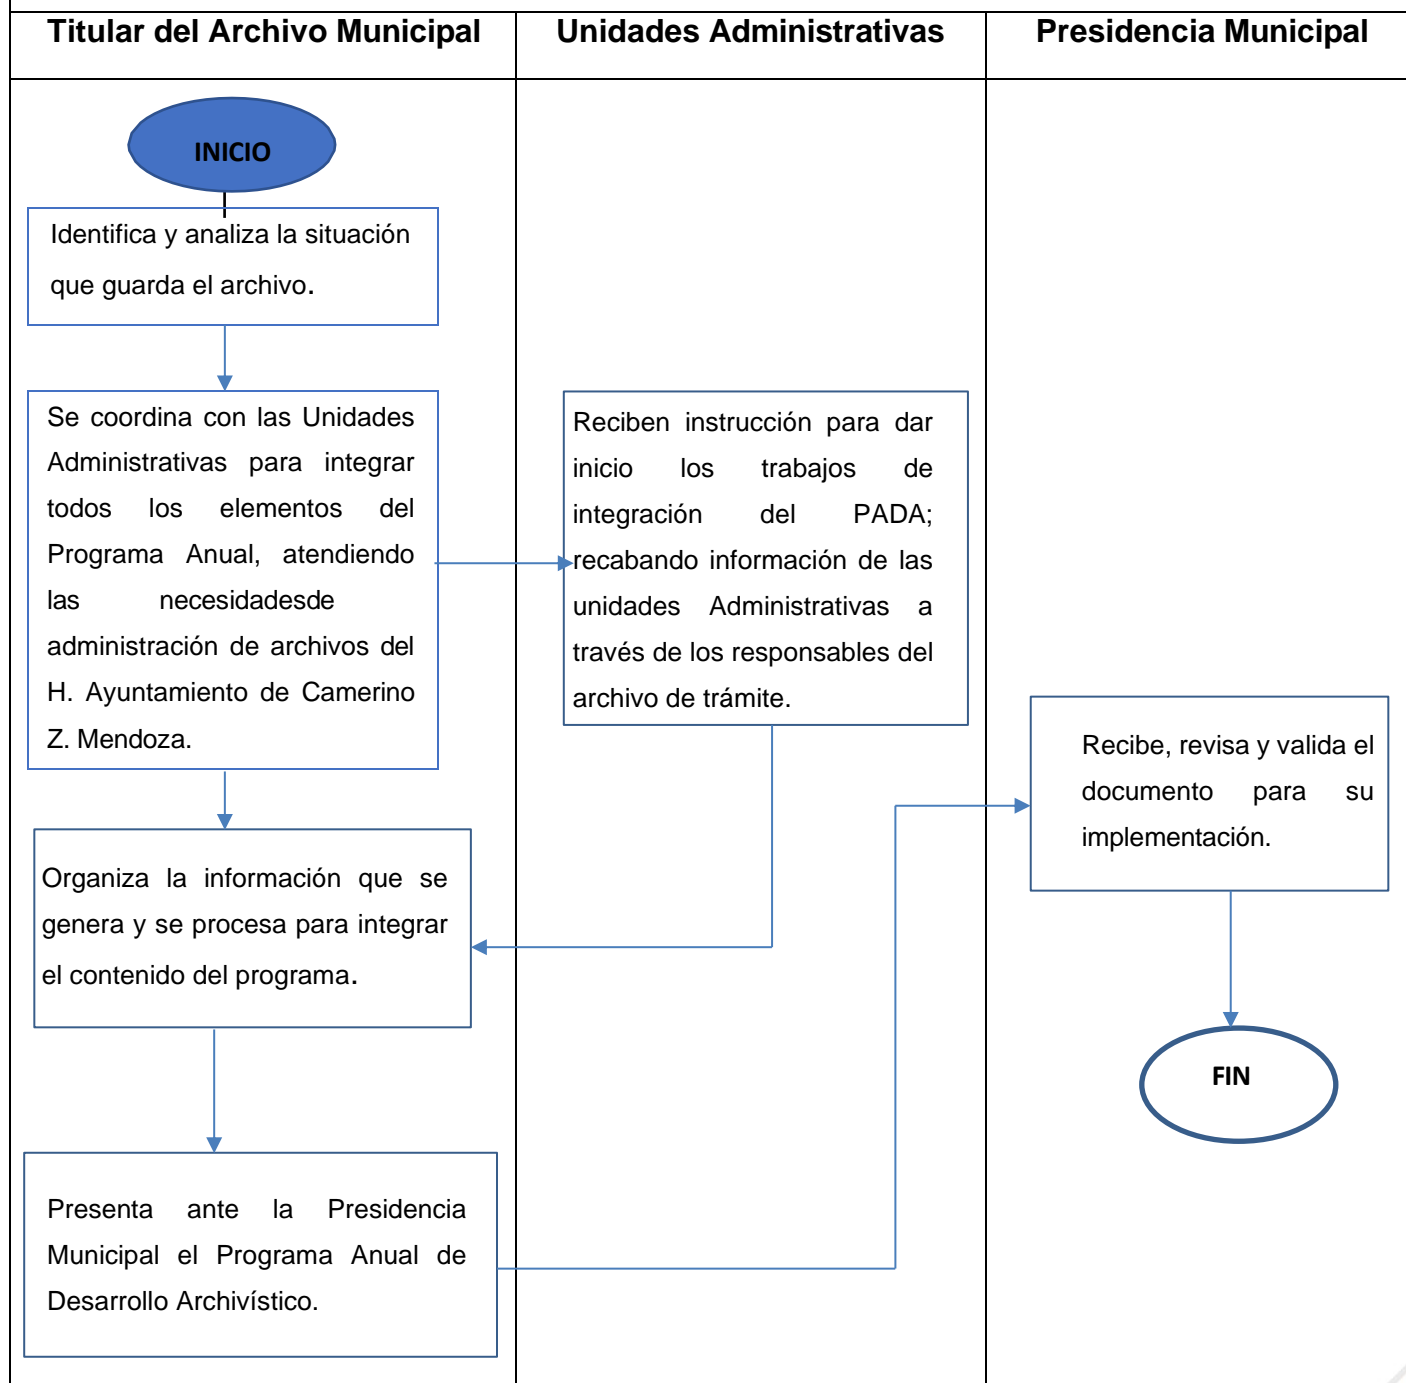 Titular del Archivo Municipal
Unidades Administrativas
Presidencia Municipal
INICIO
Identifica y analiza la situación
que guarda el archivo.
Se coordina con las Unidades
Administrativas para integrar
todos los elementos del
Programa Anual, atendiendo
las necesidadesde
administración de archivos del
H. Ayuntamiento de Camerino
Z. Mendoza.
Reciben instrucción para dar
inicio los trabajos de
integración del PADA;
recabando información de las
unidades Administrativas a
través de los responsables del
archivo de trámite.
Organiza la información que se
genera y se procesa para integrar
el contenido del programa.
Presenta ante la Presidencia
Municipal el Programa Anual de
Desarrollo Archivístico.
Recibe, revisa y valida el
documento para su
implementación.
FIN